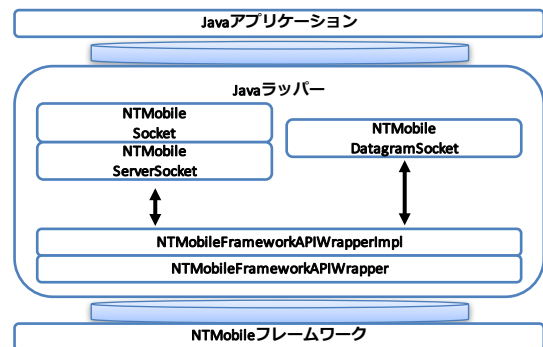 Javaアプリケーション
Javaラッパー
NTMobile
Socket
NTMobile
ServerSocket
NTMobile
DatagramSocket
NTMobileFrameworkAPIWrapperImpl
NTMobileFrameworkAPIWrapper
NTMobileフレームワーク